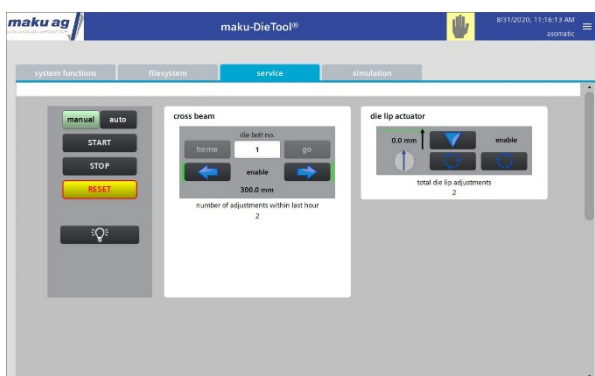 maku ag
maku-DieTool®
8/31/2020, 11:16:13 AM
asomatic
system functions
filesystem
service
simulation
manual
auto
START
STOP
RESET
cross beam
die bolt no.
home
1
go
enable
300.0 mm
number of adjustments within last hour
2
die lip actuator
0.0 mm
enable
total die lip adjustments
2